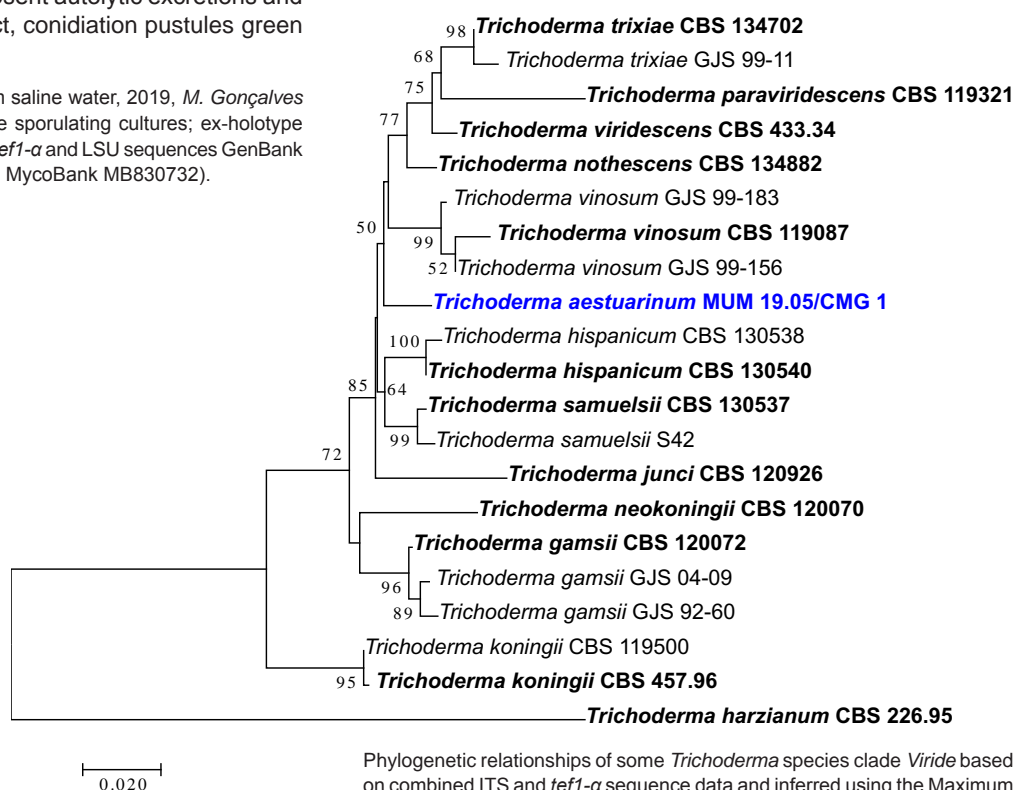 sent autolytic excretions and
ct, conidiation pustules green
n saline water, 2019, M. Gonçalves
e sporulating cultures; ex-holotype
ef1-α and LSU sequences GenBank
MycoBank MB830732).
98 Trichoderma trixiae CBS 134702
68 Trichoderma trixiae GJS 99-11
75 Trichoderma paraviridescens CBS 119321
77 Trichoderma viridescens CBS 433.34
Trichoderma nothescens CBS 134882
Trichoderma vinosum GJS 99-183
50 99 Trichoderma vinosum CBS 119087
52 Trichoderma vinosum GJS 99-156
Trichoderma aestuarinum MUM 19.05/CMG 1
100 Trichoderma hispanicum CBS 130538
Trichoderma hispanicum CBS 130540
85 64 Trichoderma samuelsii CBS 130537
99 Trichoderma samuelsii S42
72 Trichoderma junci CBS 120926
Trichoderma neokoningii CBS 120070
Trichoderma gamsii CBS 120072
96 Trichoderma gamsii GJS 04-09
89 Trichoderma gamsii GJS 92-60
Trichoderma koningii CBS 119500
95 Trichoderma koningii CBS 457.96
Trichoderma harzianum CBS 226.95
0.020
Phylogenetic relationships of some Trichoderma species clade Viride based
on combined ITS and tef1-α sequence data and inferred using the Maximum